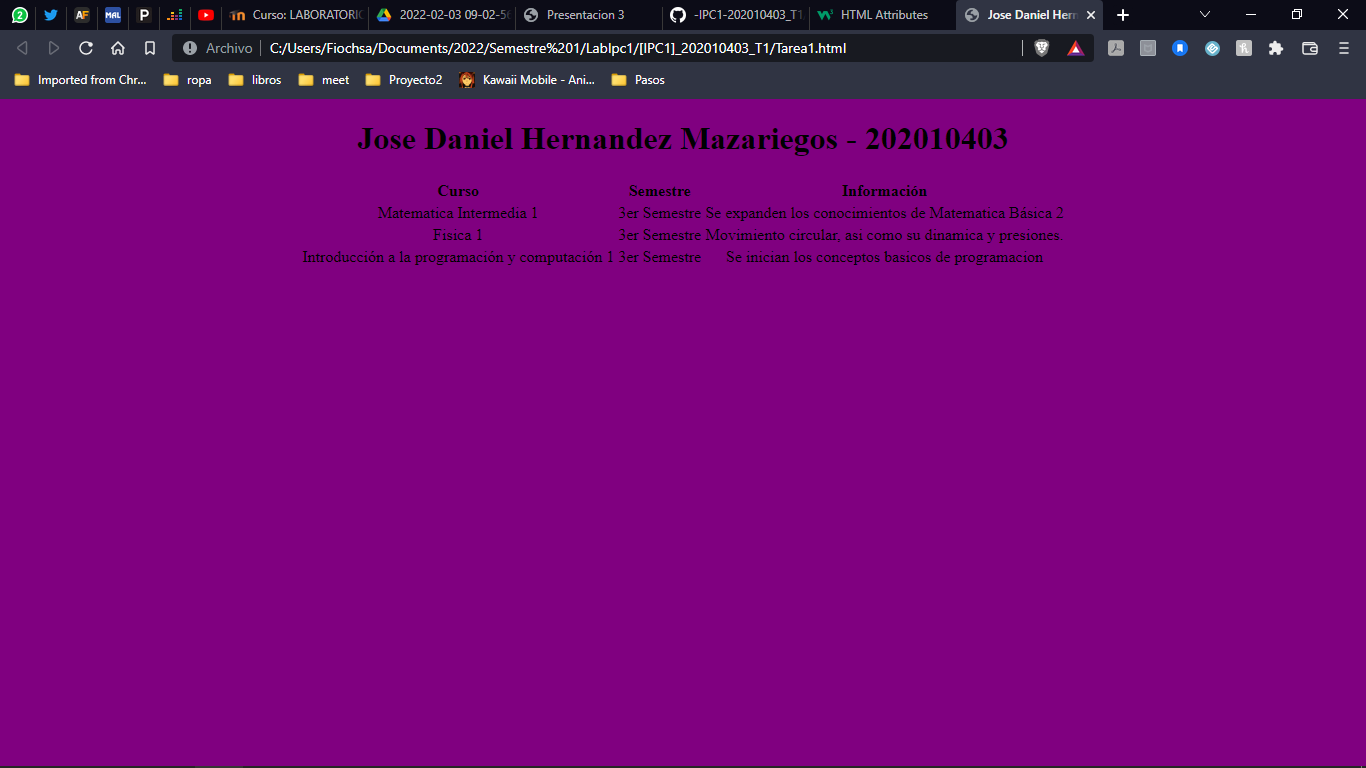 2 AF MAL P Curso: LABORATORIO 2022-02-03 09-02-56 Presentacion 3 -IPC1-202010403_T1 HTML Attributes Jose Daniel Hern
Archivo C:/Users/Fiochsa/Documents/2022/Semestre%201/LabIpc1/[IPC1]_202010403_T1/Tarea1.html
Imported from Chr... ropa libros meet Proyecto2 Kawaii Mobile - Ani... Pasos
Jose Daniel Hernandez Mazariegos - 202010403
Curso Semestre Información
Matematica Intermedia 1 3er Semestre Se expanden los conocimientos de Matematica Básica 2
Fisica 1 3er Semestre Movimiento circular, asi como su dinamica y presiones.
Introducción a la programación y computación 1 3er Semestre Se inician los conceptos basicos de programacion